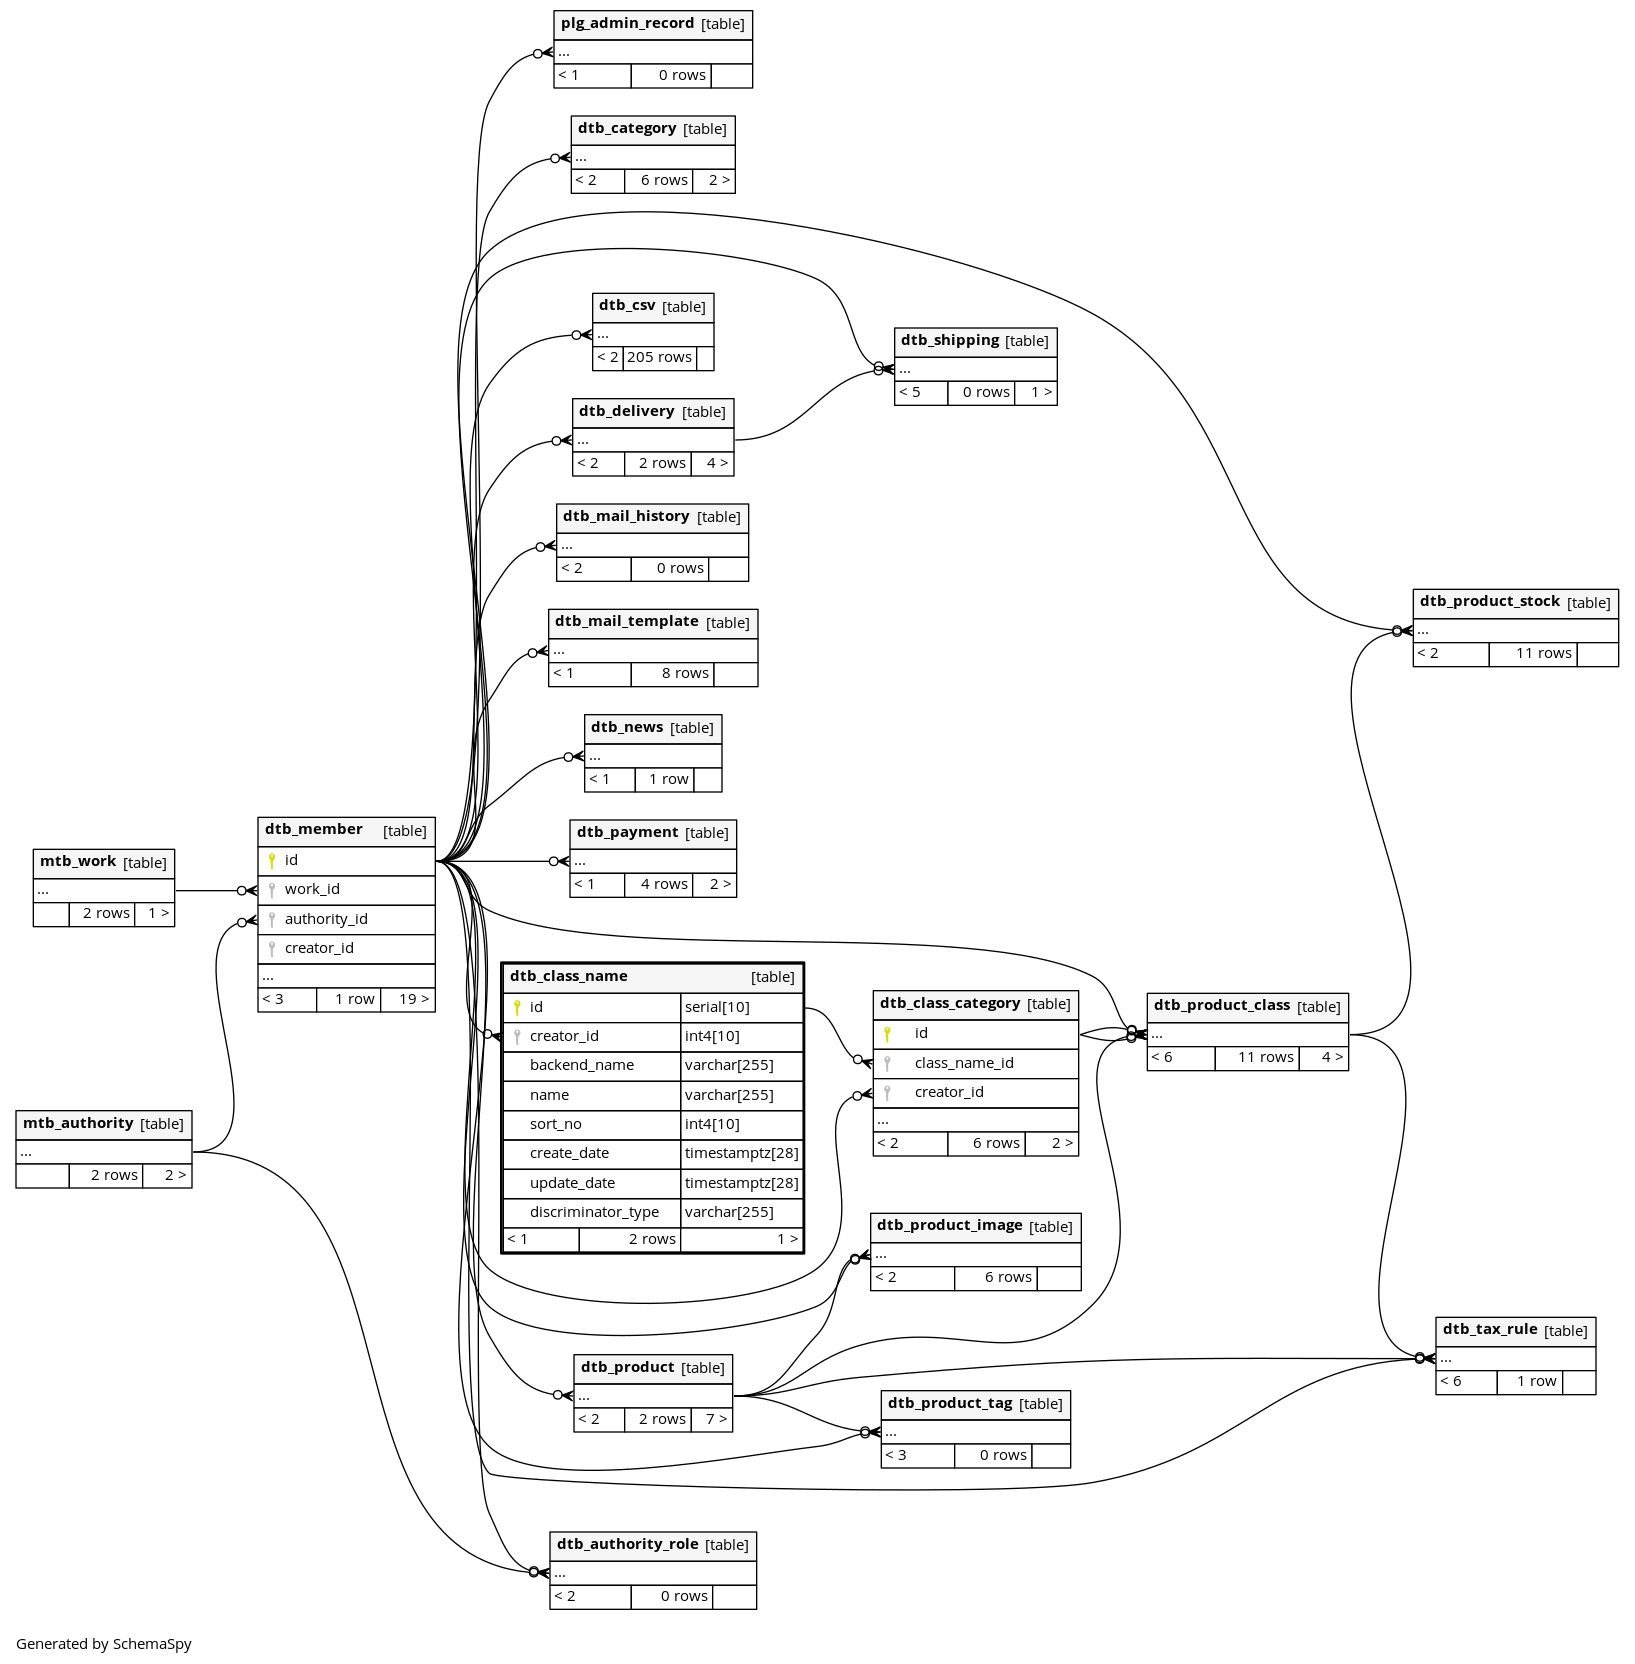 plg_admin_record [table]
...
< 1 0 rows
dtb_category [table]
...
< 2 6 rows 2 >
dtb_csv [table]
...
< 2 205 rows
dtb_shipping [table]
...
< 5 0 rows 1 >
dtb_delivery [table]
...
< 2 2 rows 4 >
dtb_mail_history [table]
...
< 2 0 rows
dtb_product_stock [table]
...
< 2 11 rows
dtb_mail_template [table]
...
< 1 8 rows
dtb_news [table]
...
< 1 1 row
dtb_payment [table]
...
< 1 4 rows 2 >
dtb_member [table]
id
work_id
authority_id
creator_id
...
< 3 1 row 19 >
mtb_work [table]
...
2 rows 1 >
mtb_authority [table]
...
2 rows 2 >
dtb_class_name [table]
id serial[10]
creator_id int4[10]
backend_name varchar[255]
name varchar[255]
sort_no int4[10]
create_date timestamptz[28]
update_date timestamptz[28]
discriminator_type varchar[255]
< 1 2 rows 1 >
dtb_class_category [table]
id
class_name_id
creator_id
...
< 2 6 rows 2 >
dtb_product_class [table]
...
< 6 11 rows 4 >
dtb_product_image [table]
...
< 2 6 rows
dtb_product [table]
...
< 2 2 rows 7 >
dtb_tax_rule [table]
...
< 6 1 row
dtb_product_tag [table]
...
< 3 0 rows
dtb_authority_role [table]
...
< 2 0 rows
Generated by SchemaSpy